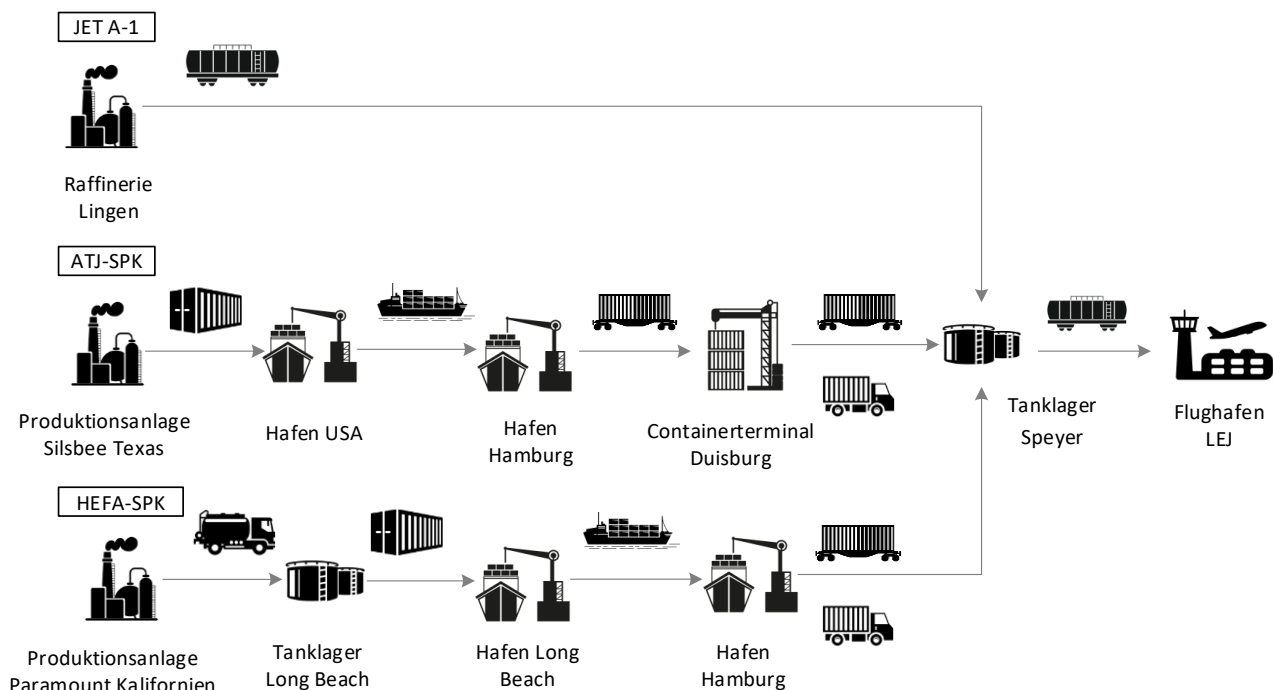 JET A-1
Raffinerie
Lingen
ATJ-SPK
Produktionsanlage
Silsbee Texas
Hafen USA
Hafen
Hamburg
Containerterminal
Duisburg
Tanklager
Speyer
Flughafen
LEJ
HEFA-SPK
Produktionsanlage
Paramount Kalifornien
Tanklager
Long Beach
Hafen Long
Beach
Hafen
Hamburg